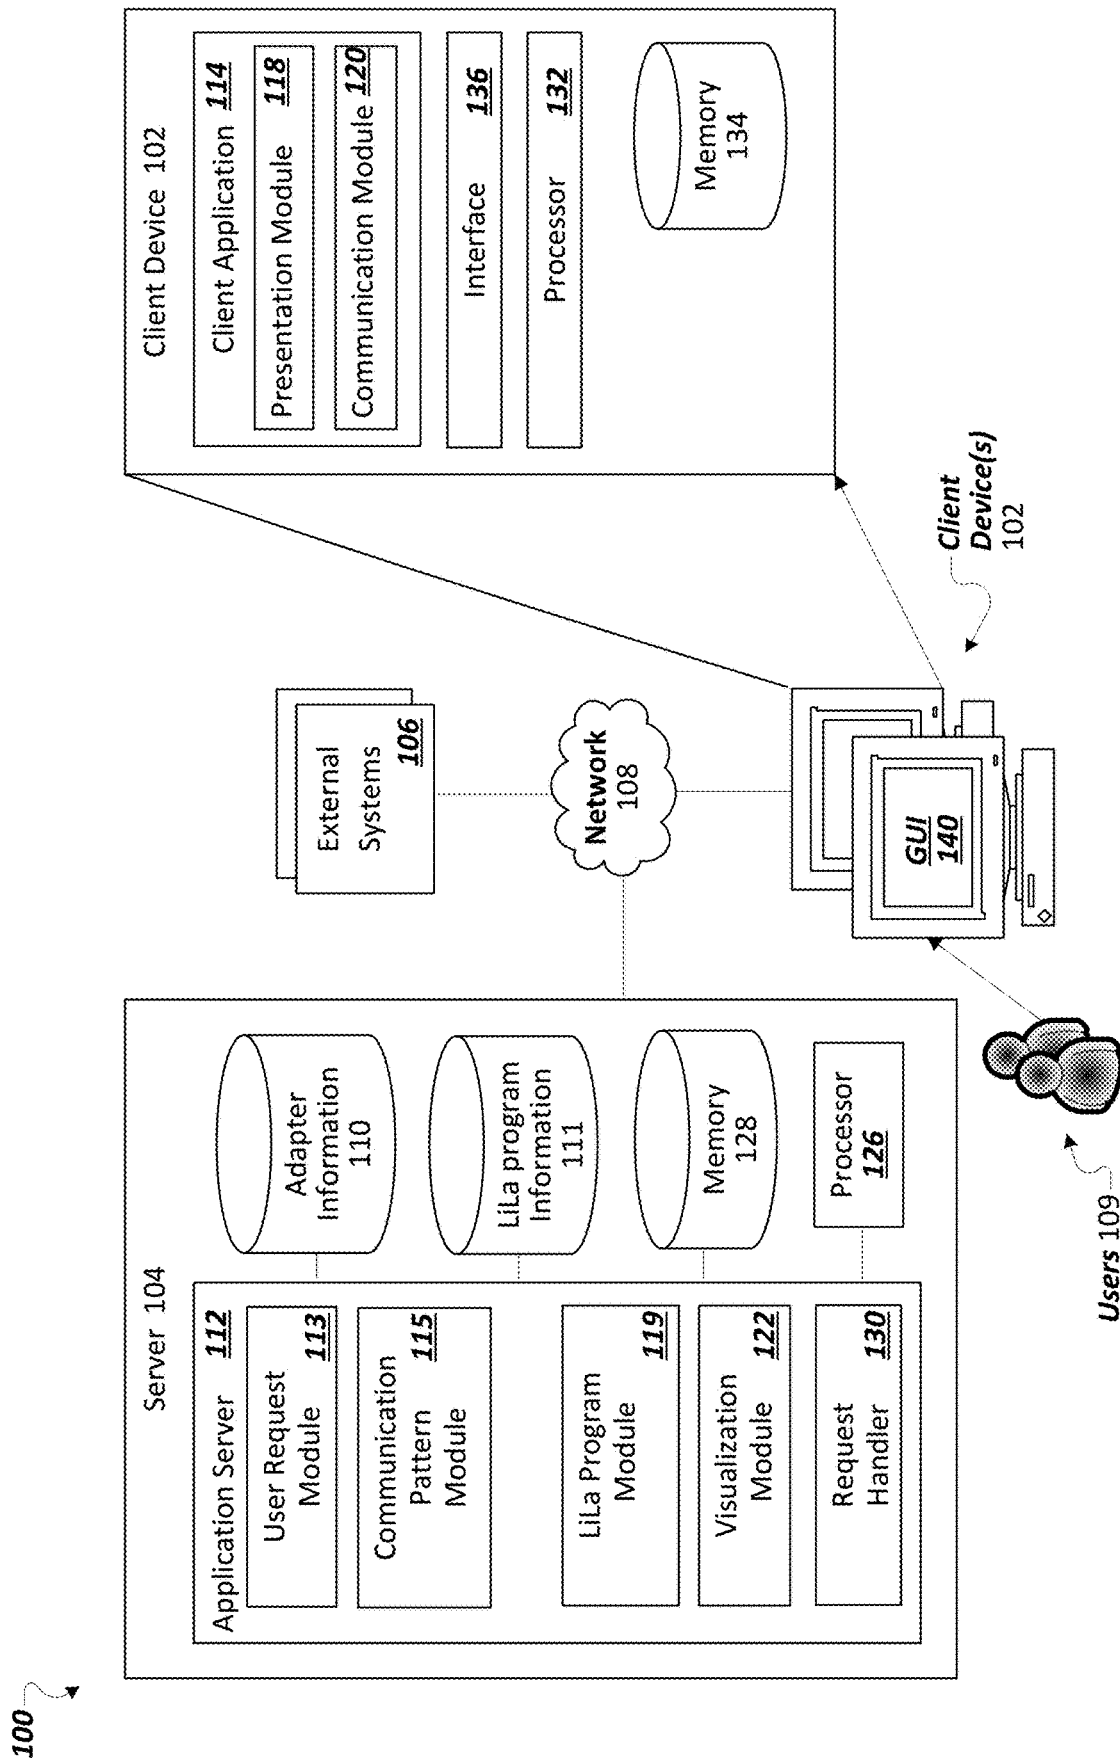 100
Server 104
Application Server 112
User Request
Module 113
Communication
Pattern 115
Module
LiLa Program
Module 119
Visualization
Module 122
Request
Handler 130
Adapter
Information
110
LiLa program
Information
111
Memory
128
Processor
126
External
Systems
106
Network
108
GUI
140
Users 109
Client
Device(s)
102
Client Device 102
Client Application 114
Presentation Module 118
Communication Module 120
Interface 136
Processor 132
Memory
134